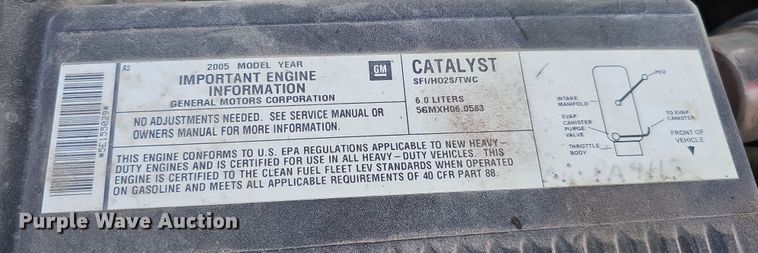 *5E155029*
A2
2005 MODEL YEAR
IMPORTANT ENGINE
INFORMATION
GENERAL MOTORS CORPORATION
GM
NO ADJUSTMENTS NEEDED. SEE SERVICE MANUAL OR
OWNERS MANUAL FOR MORE INFORMATION.
THIS ENGINE CONFORMS TO U.S. EPA REGULATIONS APPLICABLE TO NEW HEAVY-
DUTY ENGINES AND IS CERTIFIED FOR USE IN ALL HEAVY-DUTY VEHICLES. THIS
ENGINE IS CERTIFIED TO THE CLEAN FUEL FLEET LEV STANDARDS WHEN OPERATED
ON GASOLINE AND MEETS ALL APPLICABLE REQUIREMENTS OF 40 CFR PART 88.
CATALYST
SFI/HO2S/TWC
6.0 LITERS
5GMXH06.0583
PCV
INTAKE
MANIFOLD
EVAP
CANISTER
PURGE
VALVE
THROTTLE
BODY
TO EVAP
CANISTER
FRONT OF
VEHICLE
Purple Wave Auction